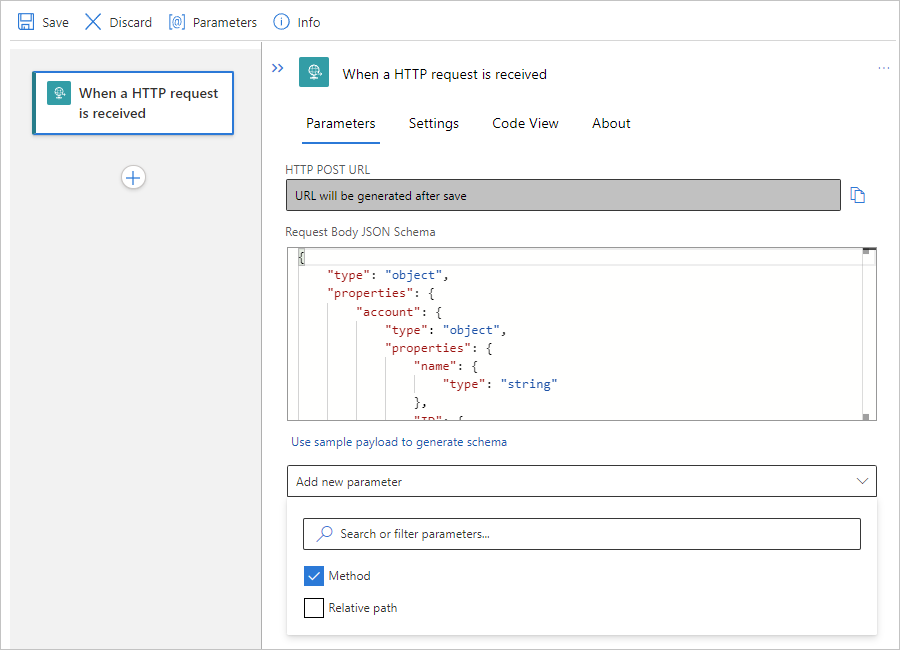 Save Discard [@] Parameters Info
When a HTTP request
is received
When a HTTP request is received
...
Parameters Settings Code View About
HTTP POST URL
URL will be generated after save
Request Body JSON Schema
{
"type": "object",
"properties": {
"account": {
"type": "object",
"properties": {
"name": {
"type": "string"
},
"ID": {
Use sample payload to generate schema
Add new parameter
Search or filter parameters...
Method
Relative path